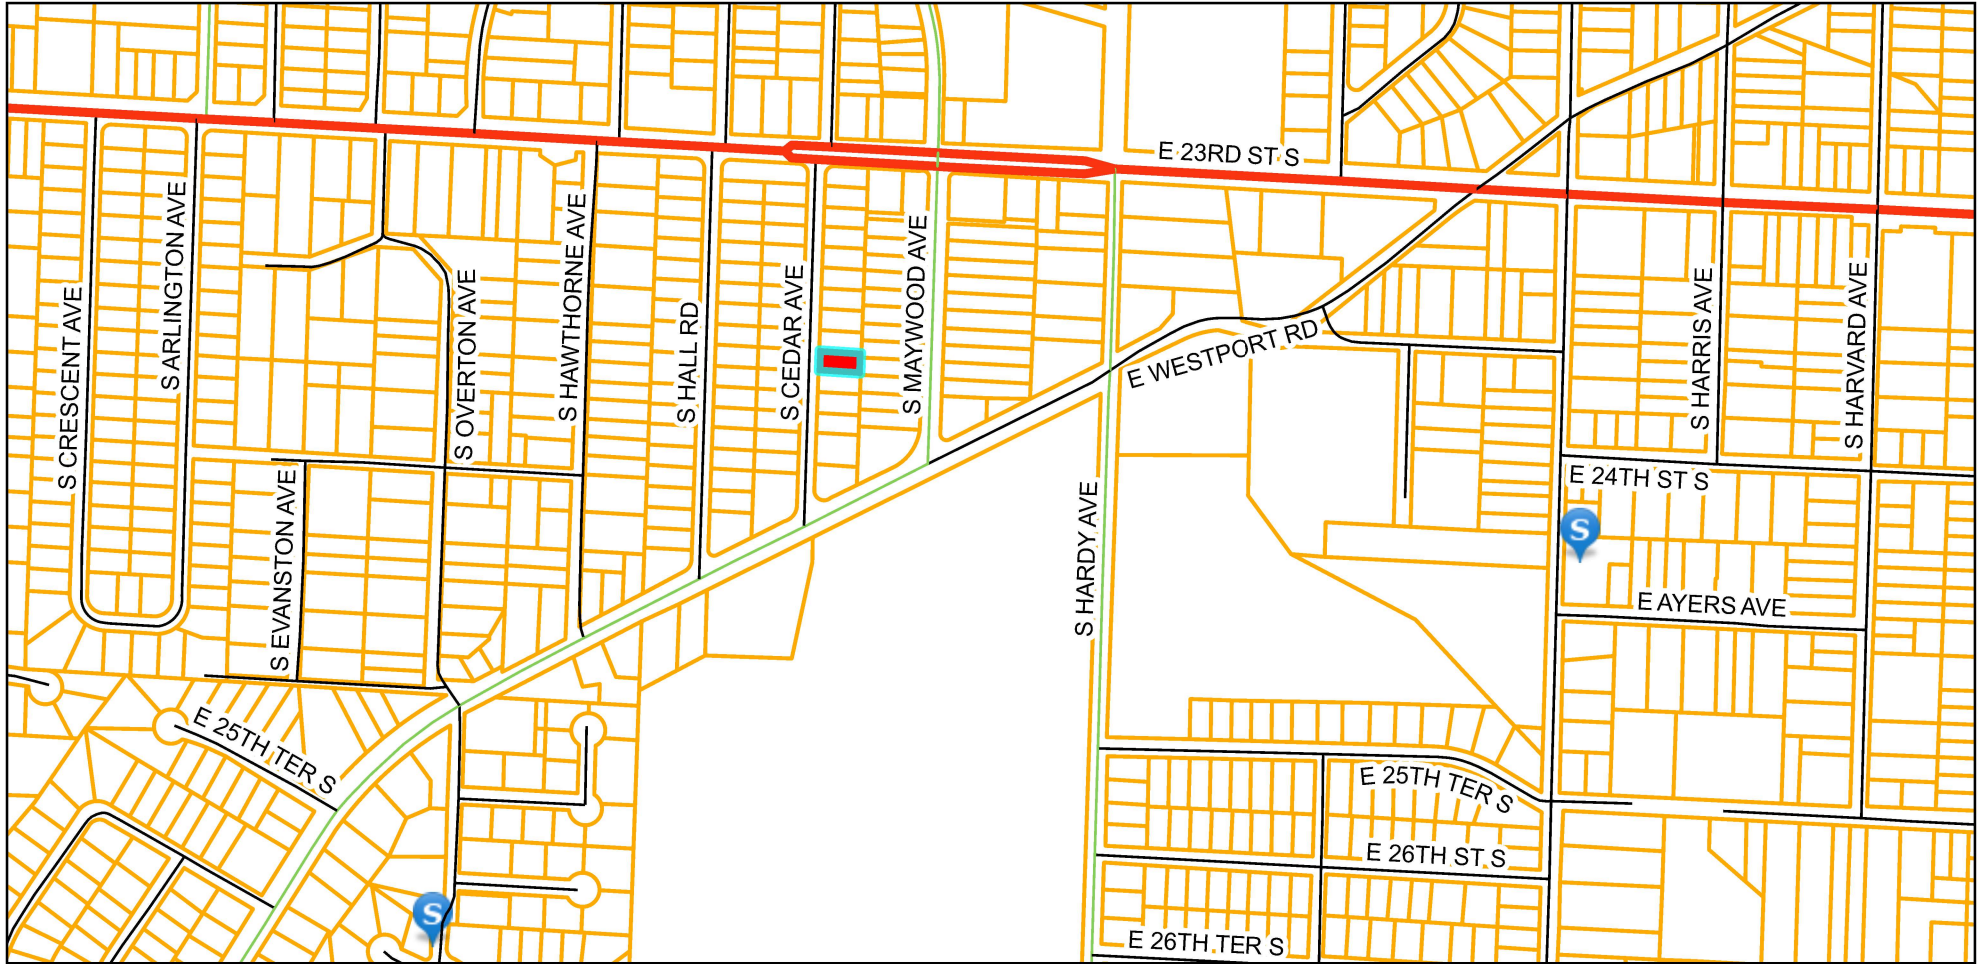 E 23RD ST S
S CRESCENT AVE
S ARLINGTON AVE
S OVERTON AVE
S HAWTHORNE AVE
S HALL RD
S CEDAR AVE
S MAYWOOD AVE
E WESTPORT RD
S HARRIS AVE
S HARVARD AVE
S EVANSTON AVE
S HARDY AVE
E 24TH ST S
S
E AYERS AVE
E 25TH TER S
E 25TH TER S
E 26TH ST S
S
E 26TH TER S